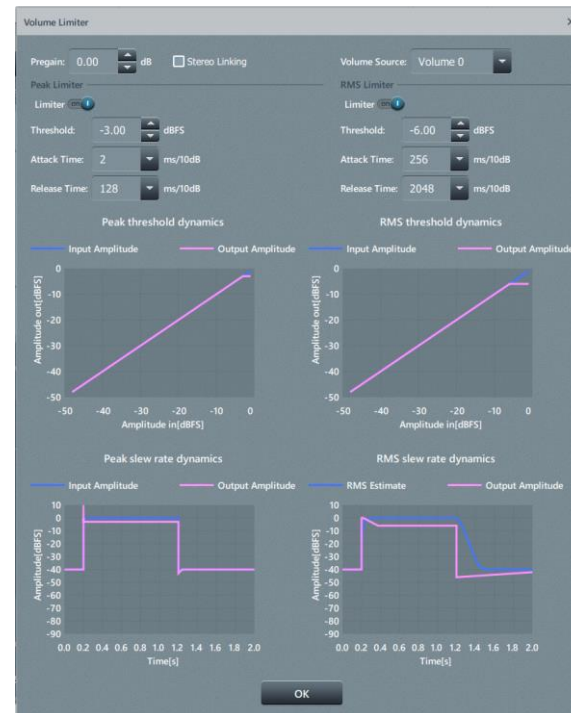 Volume Limiter
Pregain: 0.00 dB Stereo Linking Volume Source: Volume 0
Peak Limiter
RMS Limiter
Limiter on
Limiter on
Threshold: -3.00 dBFS
Threshold: -6.00 dBFS
Attack Time: 2 ms/10dB
Attack Time: 256 ms/10dB
Release Time: 128 ms/10dB
Release Time: 2048 ms/10dB
Peak threshold dynamics
RMS threshold dynamics
Input Amplitude Output Amplitude
Input Amplitude Output Amplitude
Amplitude out[dBFS]
0
-10
-20
-30
-40
-50
-50 -40 -30 -20 -10 0
Amplitude in[dBFS]
Amplitude out[dBFS]
0
-10
-20
-30
-40
-50
-50 -40 -30 -20 -10 0
Amplitude in[dBFS]
Peak slew rate dynamics
RMS slew rate dynamics
Input Amplitude Output Amplitude
RMS Estimate Output Amplitude
Amplitude[dBFS]
10
0
-10
-20
-30
-40
-50
-60
-70
-80
-90
0.0 0.2 0.4 0.6 0.8 1.0 1.2 1.4 1.6 1.8 2.0
Time[s]
Amplitude[dBFS]
10
0
-10
-20
-30
-40
-50
-60
-70
-80
-90
0.0 0.2 0.4 0.6 0.8 1.0 1.2 1.4 1.6 1.8 2.0
Time[s]
OK